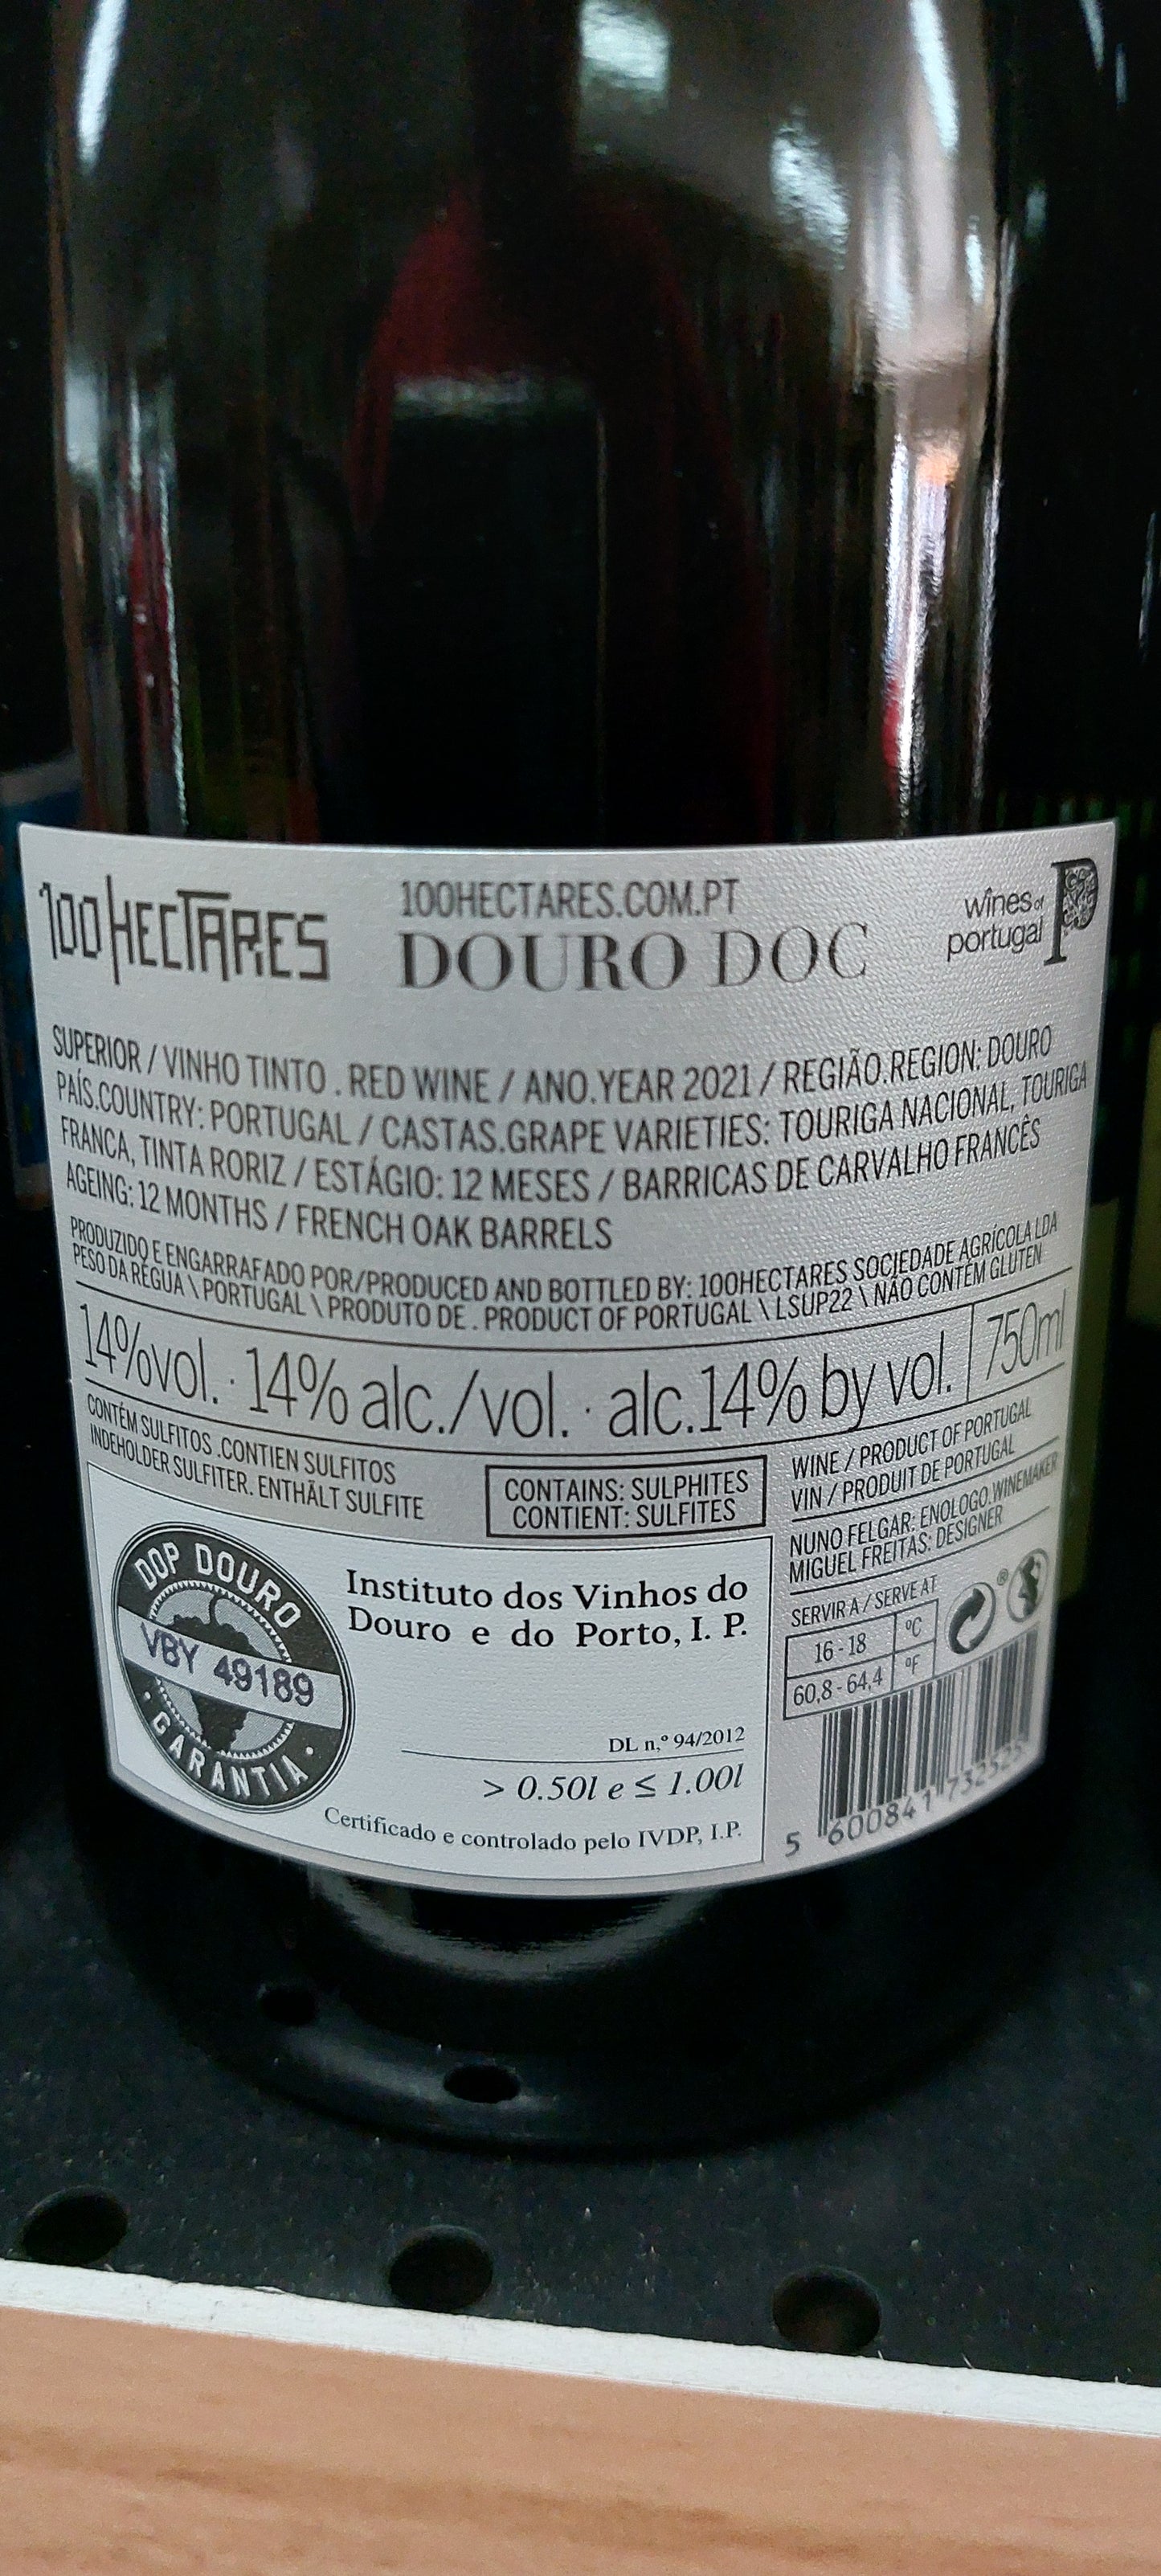 100HECTARES
100HECTARES.COM.PT
DOURO DOC
wines of
portugal
SUPERIOR / VINHO TINTO . RED WINE / ANO.YEAR 2021 / REGIÃO.REGION: DOURO
PAÍS.COUNTRY: PORTUGAL / CASTAS.GRAPE VARIETIES: TOURIGA NACIONAL, TOURIGA
FRANCA, TINTA RORIZ / ESTÁGIO: 12 MESES / BARRICAS DE CARVALHO FRANCÊS
AGEING: 12 MONTHS / FRENCH OAK BARRELS
PRODUZIDO E ENGARRAFADO POR/PRODUCED AND BOTTLED BY: 100HECTARES SOCIEDADE AGRÍCOLA LDA
PESO DA RÉGUA \ PORTUGAL \ PRODUTO DE . PRODUCT OF PORTUGAL \ LSUP22 \ NÃO CONTÉM GLUTEN
14%vol. · 14% alc./vol. · alc.14% by vol.
750ml
CONTÉM SULFITOS .CONTIEN SULFITOS
INDEHOLDER SULFITER. ENTHÄLT SULFITE
CONTAINS: SULPHITES
CONTIENT: SULFITES
WINE / PRODUCT OF PORTUGAL
VIN / PRODUIT DE PORTUGAL
NUNO FELGAR: ENOLOGO.WINEMAKER
MIGUEL FREITAS: DESIGNER
SERVIR A / SERVE AT
16 - 18 ºC
60,8 - 64,4 ºF
®
DOP DOURO
VBY 49189
· GARANTIA ·
Instituto dos Vinhos do
Douro e do Porto, I. P.
DL n,º 94/2012
> 0.50l e ≤ 1.00l
Certificado e controlado pelo IVDP, I.P.